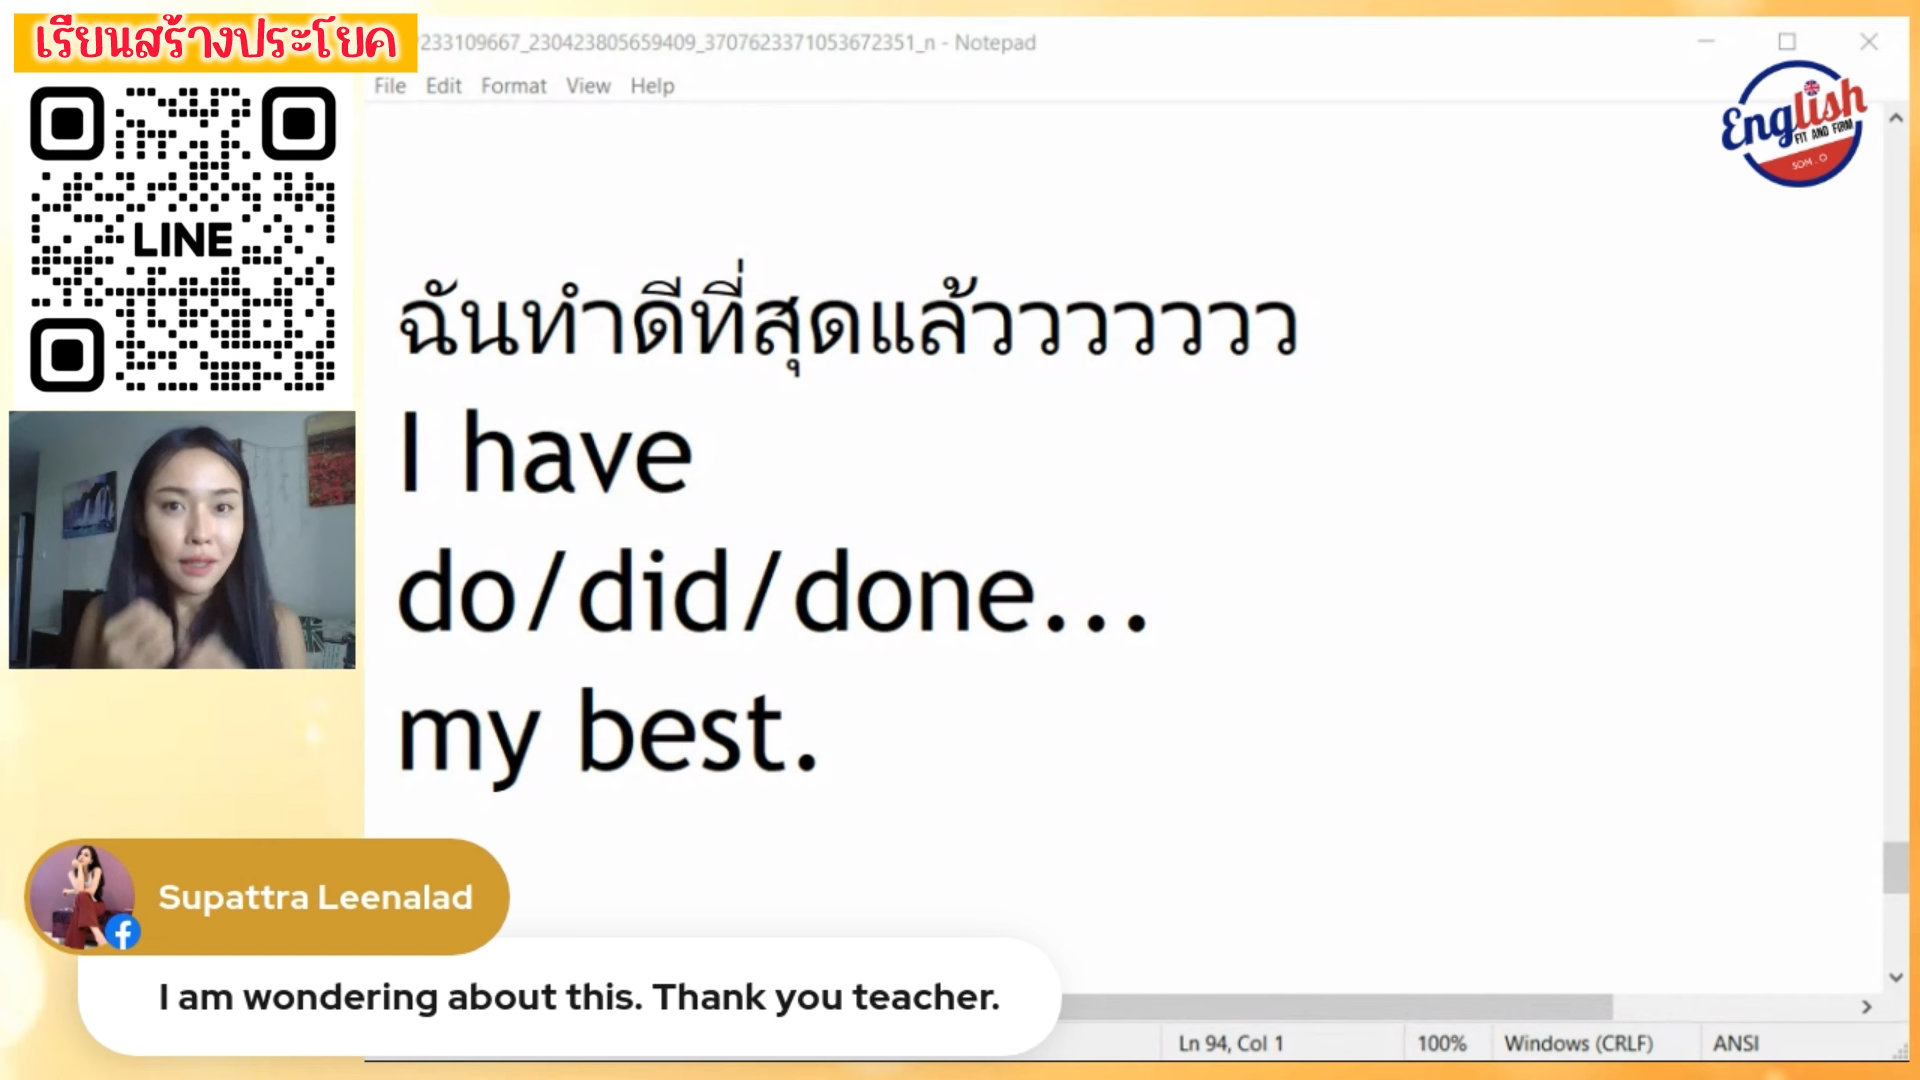 เรียนสร้างประโยค
233109667_230423805659409_3707623371053672351_n - Notepad
File Edit Format View Help
English
FIT AND FIRM
SOM . O
LINE
ฉันทำดีที่สุดแล้วววววววว
I have
do/did/done...
my best.
Supattra Leenalad
I am wondering about this. Thank you teacher.
Ln 94, Col 1
100%
Windows (CRLF)
ANSI